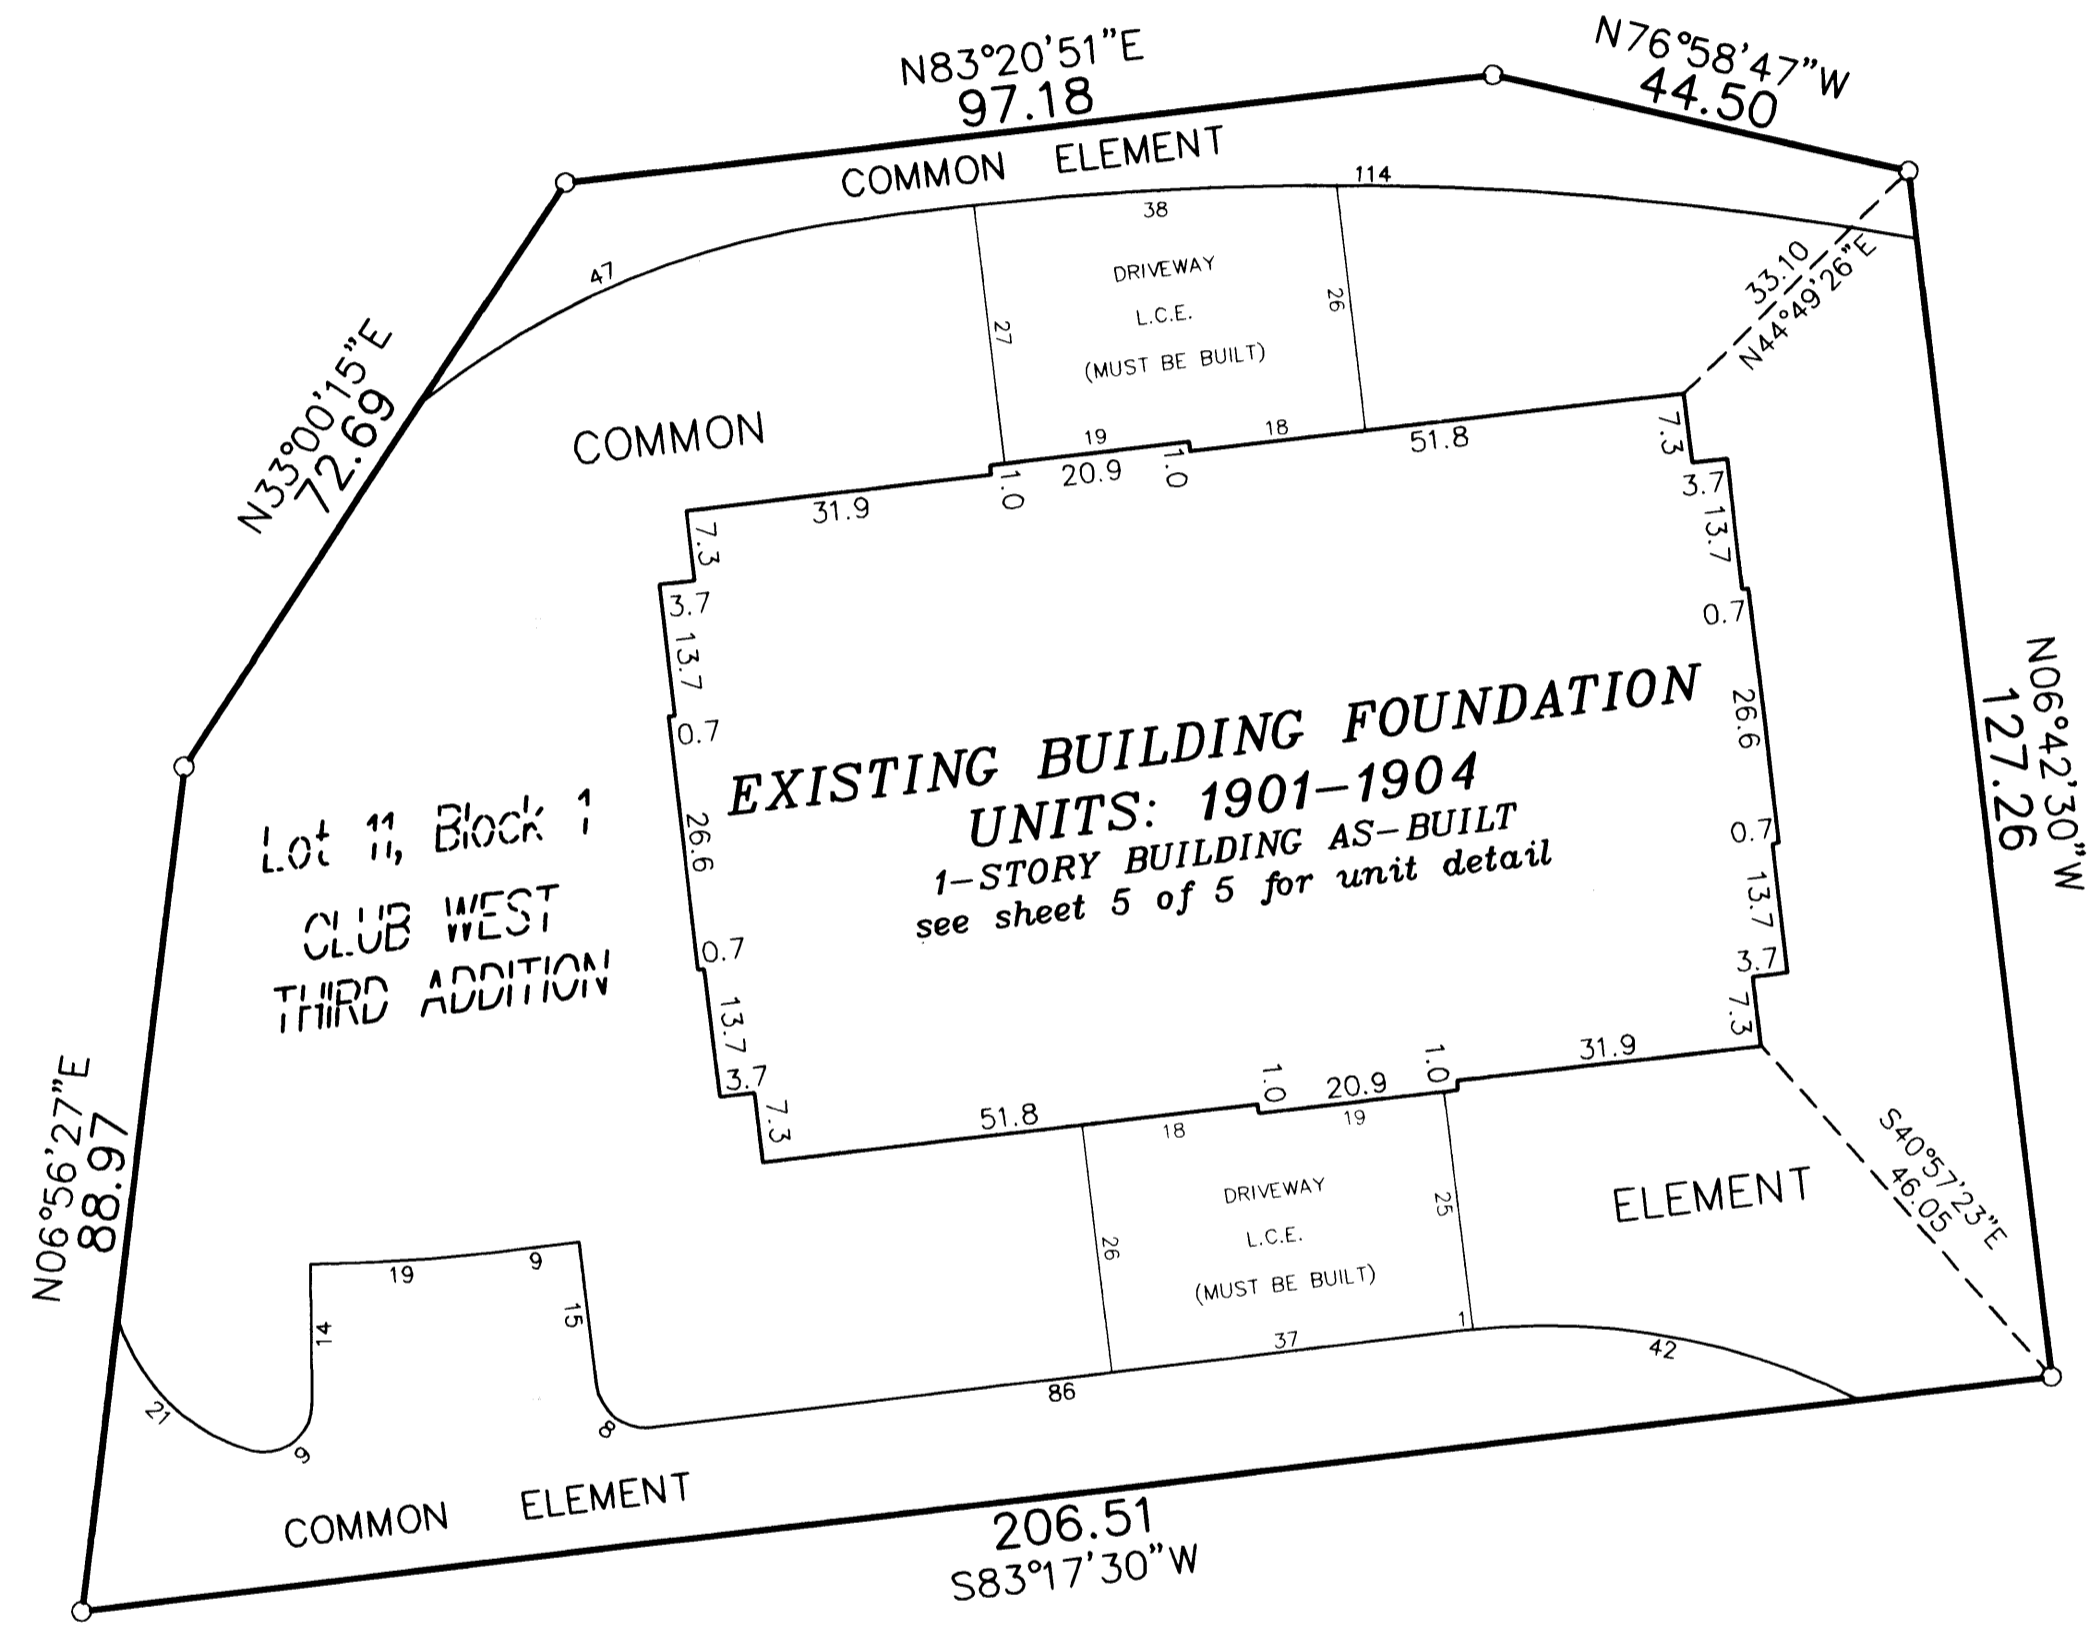 N83°20'51"E
97.18
N76°58'47"W
44.50
COMMON ELEMENT
114
47
38
DRIVEWAY
L.C.E.
(MUST BE BUILT)
27
26
33.10
N44°49'26"E
N33°00'15"E
72.69
COMMON
19
18
51.8
1.0
20.9
1.0
31.9
7.3
3.7
13.7
0.7
26.6
0.7
13.7
3.7
7.3
7.3
3.7
13.7
0.7
26.6
0.7
13.7
3.7
7.3
EXISTING BUILDING FOUNDATION
UNITS: 1901-1904
1-STORY BUILDING AS-BUILT
see sheet 5 of 5 for unit detail
N06°42'30"W
127.26
Lot 11, Block 1
CLUB WEST
THIRD ADDITION
N06°56'27"E
88.97
51.8
1.0
20.9
1.0
31.9
18
19
DRIVEWAY
L.C.E.
(MUST BE BUILT)
26
25
ELEMENT
S40°57'23"E
46.05
19
9
14
15
21
9
8
86
37
1
42
COMMON ELEMENT
206.51
S83°17'30"W